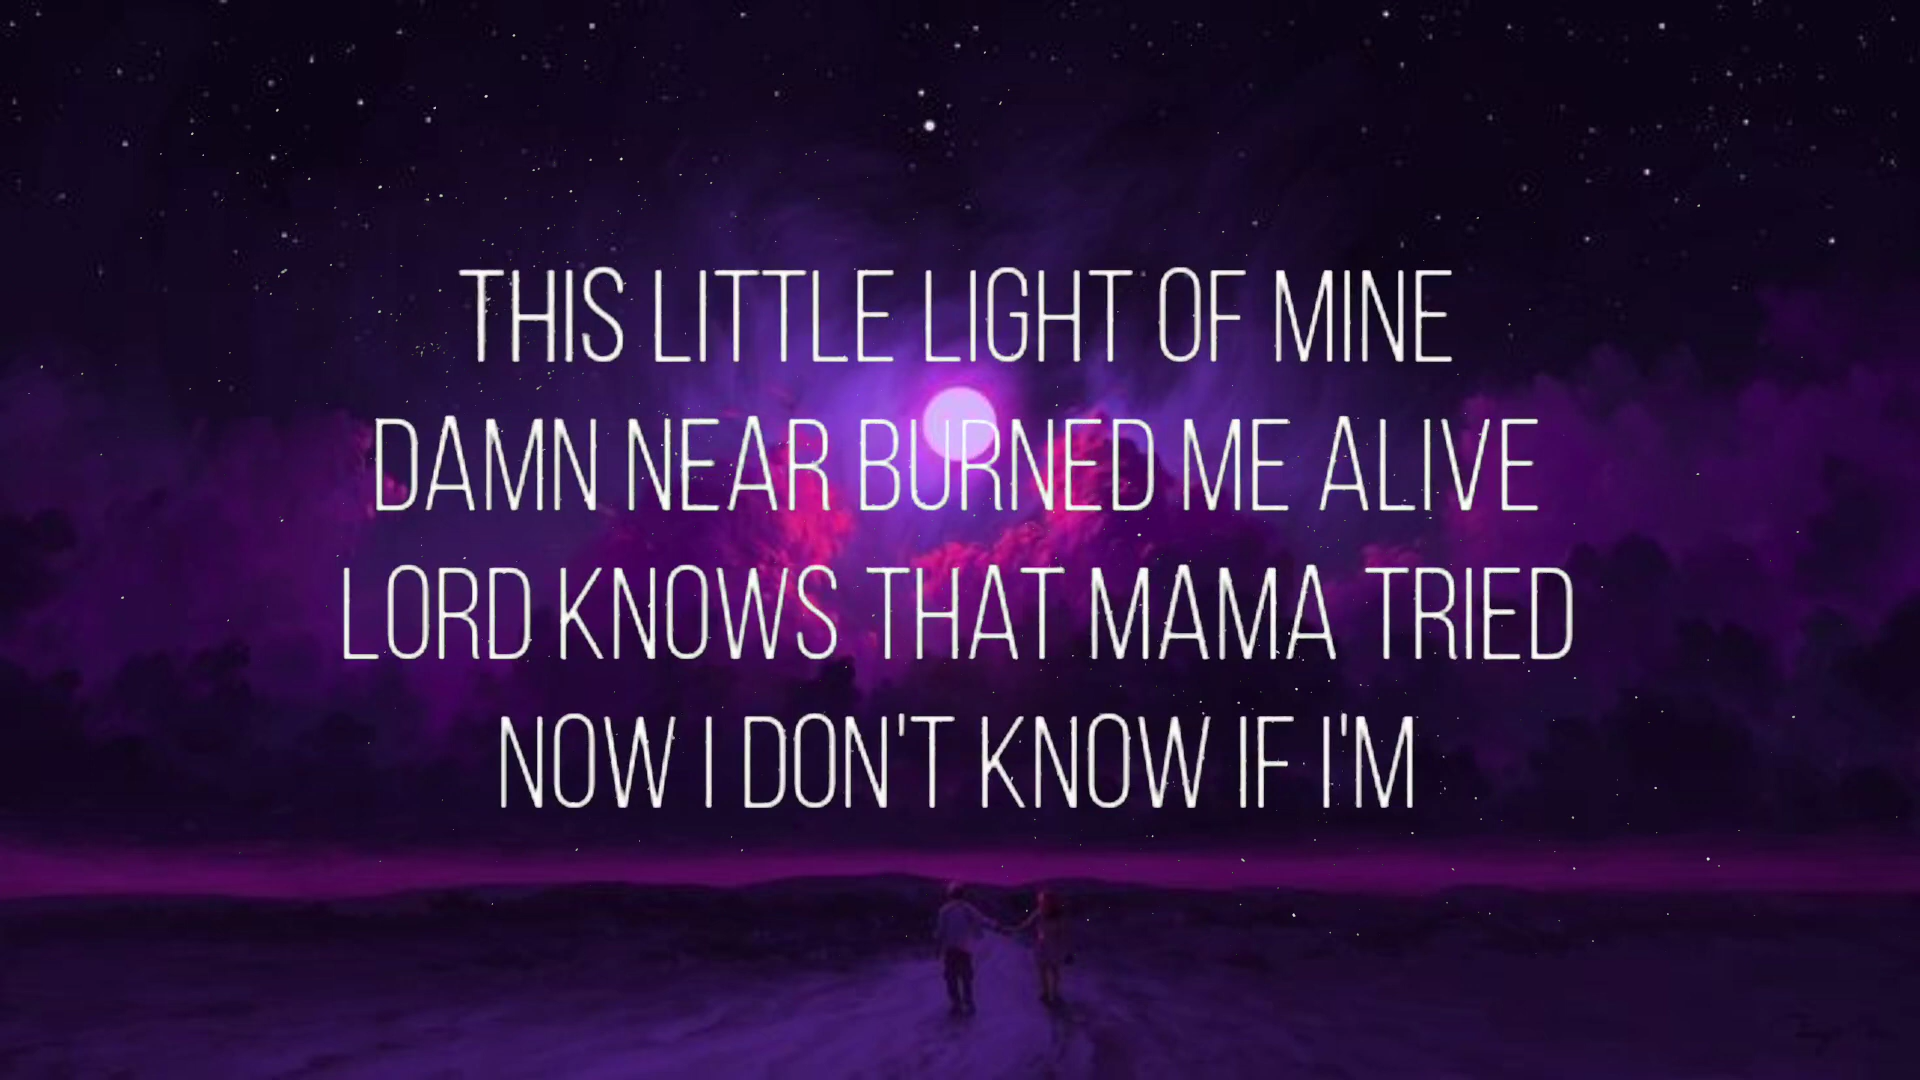 THIS LITTLE LIGHT OF MINE
DAMN NEAR BURNED ME ALIVE
LORD KNOWS THAT MAMA TRIED
NOW I DON'T KNOW IF I'M